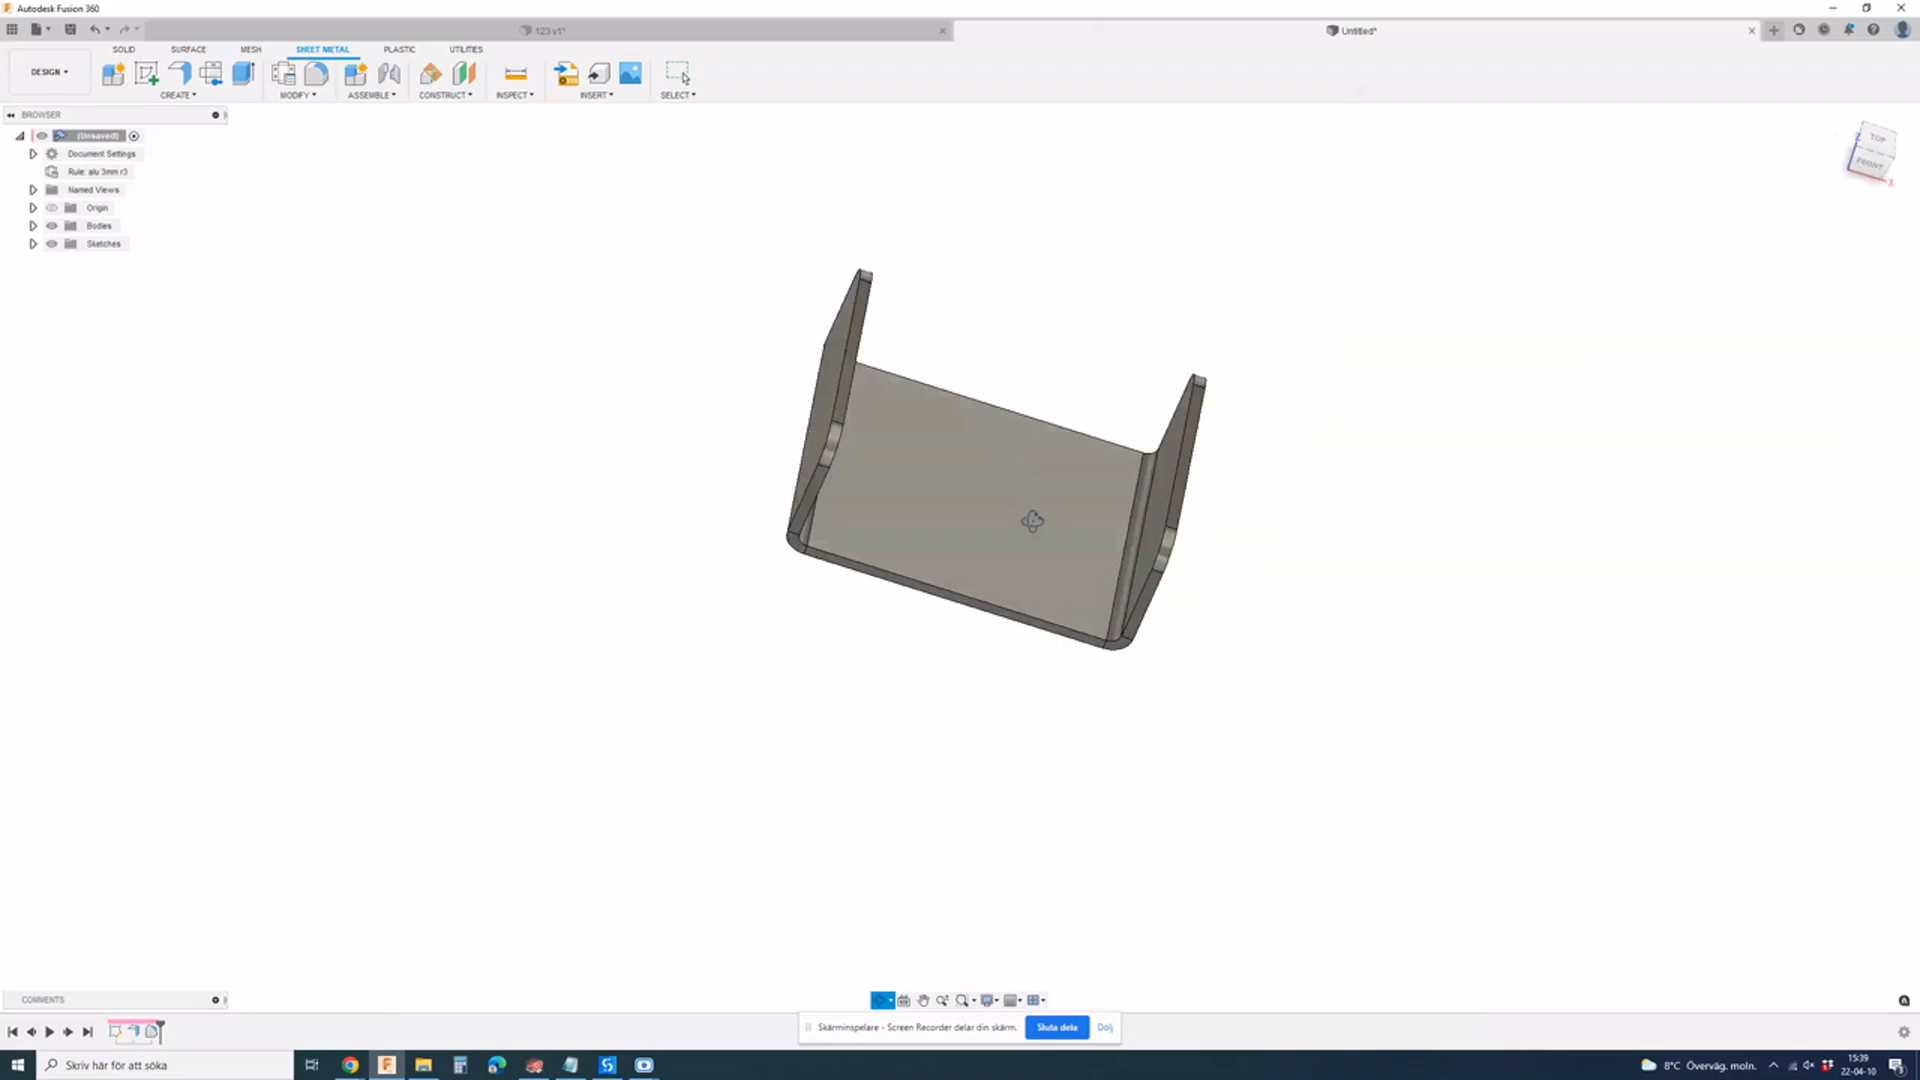 Autodesk Fusion 360
123 v1*
Untitled*
SOLID SURFACE MESH SHEET METAL PLASTIC UTILITIES
DESIGN
CREATE MODIFY ASSEMBLE CONSTRUCT INSPECT INSERT SELECT
BROWSER
(Unsaved)
Document Settings
Rule: alu 3mm r3
Named Views
Origin
Bodies
Sketches
TOP
FRONT
Z
X
COMMENTS
Skärminspelare - Screen Recorder delar din skärm.
Sluta dela
Dölj
Skriv här för att söka
8°C Överväg. moln.
15:39
22-04-10